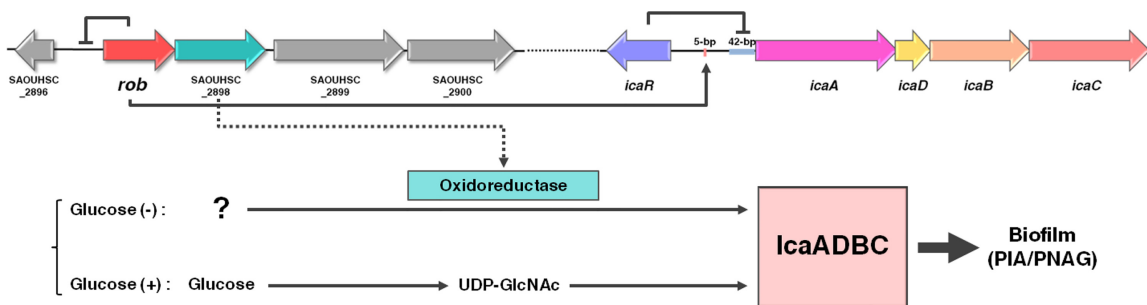 5-bp 42-bp
SAOUHSC
_2896
rob
SAOUHSC
_2898
SAOUHSC
_2899
SAOUHSC
_2900
icaR
icaA
icaD
icaB
icaC
Oxidoreductase
Glucose (-) : ?
IcaADBC
Biofilm
(PIA/PNAG)
Glucose (+) : Glucose UDP-GlcNAc